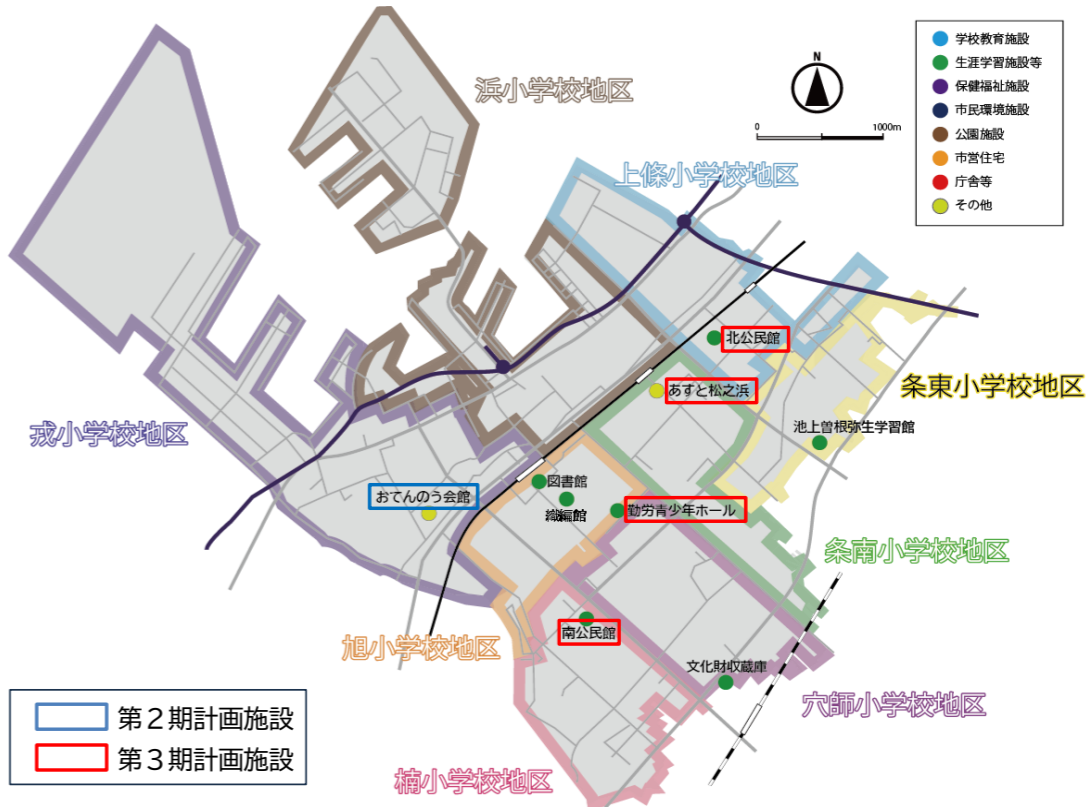 浜小学校地区
N
0 1000m
学校教育施設
生涯学習施設等
保健福祉施設
市民環境施設
公園施設
市営住宅
庁舎等
その他
上條小学校地区
北公民館
あすと松之浜
条東小学校地区
池上曽根弥生学習館
戎小学校地区
おてんのう会館
図書館
織編館
勤労青少年ホール
条南小学校地区
南公民館
旭小学校地区
文化財収蔵庫
穴師小学校地区
楠小学校地区
第2期計画施設
第3期計画施設